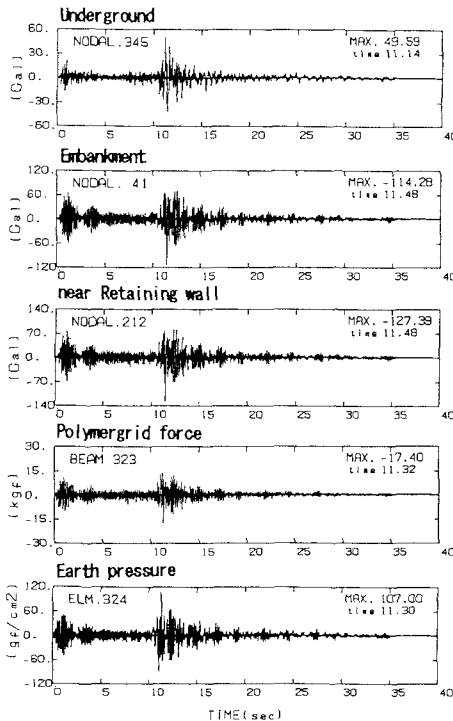 Underground
60.
30.
0.
-30.
-60.
(Gal)
NODAL.345
MAX. 49.59
time 11.14
0 5 10 15 20 25 30 35 40
Embankment
120.
60.
0.
-60.
-120
(Gal)
NODAL. 41
MAX. -114.28
time 11.48
0 5 10 15 20 25 30 35 40
near Retaining wall
140
70.
0.
-70.
-140
(Gal)
NODAL.212
MAX. -127.39
time 11.48
0 5 10 15 20 25 30 35 40
Polymergrid force
30.
15.
0.
-15.
-30.
(kgf)
BEAM 323
MAX. -17.40
time 11.32
0 5 10 15 20 25 30 35 40
Earth pressure
120
60.
0.
-60.
-120
(gf/cm2)
ELM.324
MAX. 107.00
time 11.30
0 5 10 15 20 25 30 35 40
TIME(sec)